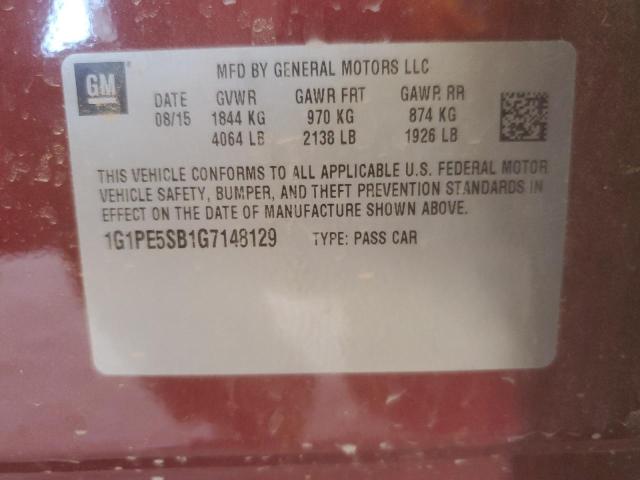 GM
MFD BY GENERAL MOTORS LLC
DATE GVWR GAWR FRT GAWR RR
08/15 1844 KG 970 KG 874 KG
4064 LB 2138 LB 1926 LB
THIS VEHICLE CONFORMS TO ALL APPLICABLE U.S. FEDERAL MOTOR
VEHICLE SAFETY, BUMPER, AND THEFT PREVENTION STANDARDS IN
EFFECT ON THE DATE OF MANUFACTURE SHOWN ABOVE.
1G1PE5SB1G7148129 TYPE: PASS CAR